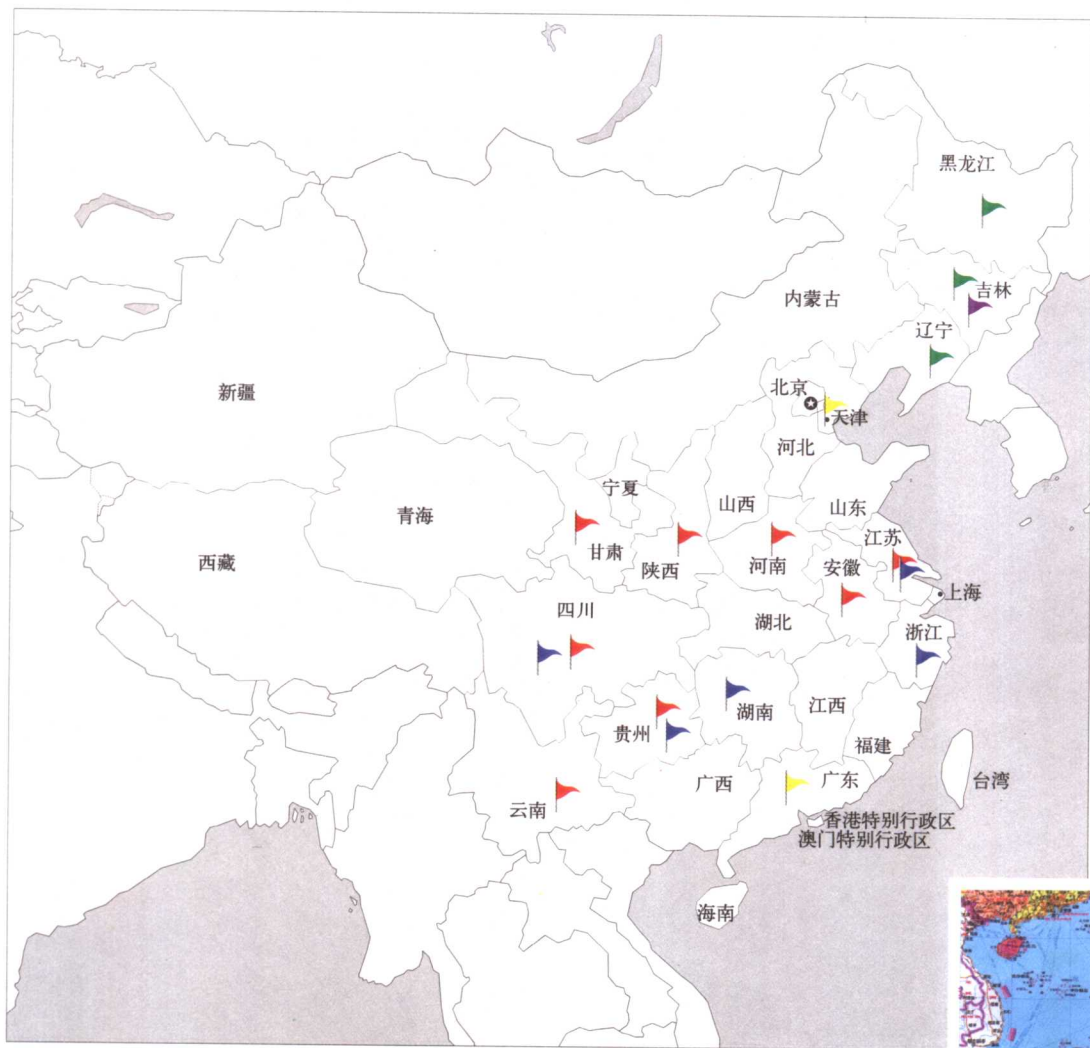 黑龙江
吉林
内蒙古
辽宁
北京
天津
新疆
河北
宁夏
山西
山东
青海
江苏
甘肃
陕西
河南
安徽
西藏
上海
四川
湖北
浙江
江西
湖南
贵州
福建
广西
广东
台湾
云南
香港特别行政区
澳门特别行政区
海南